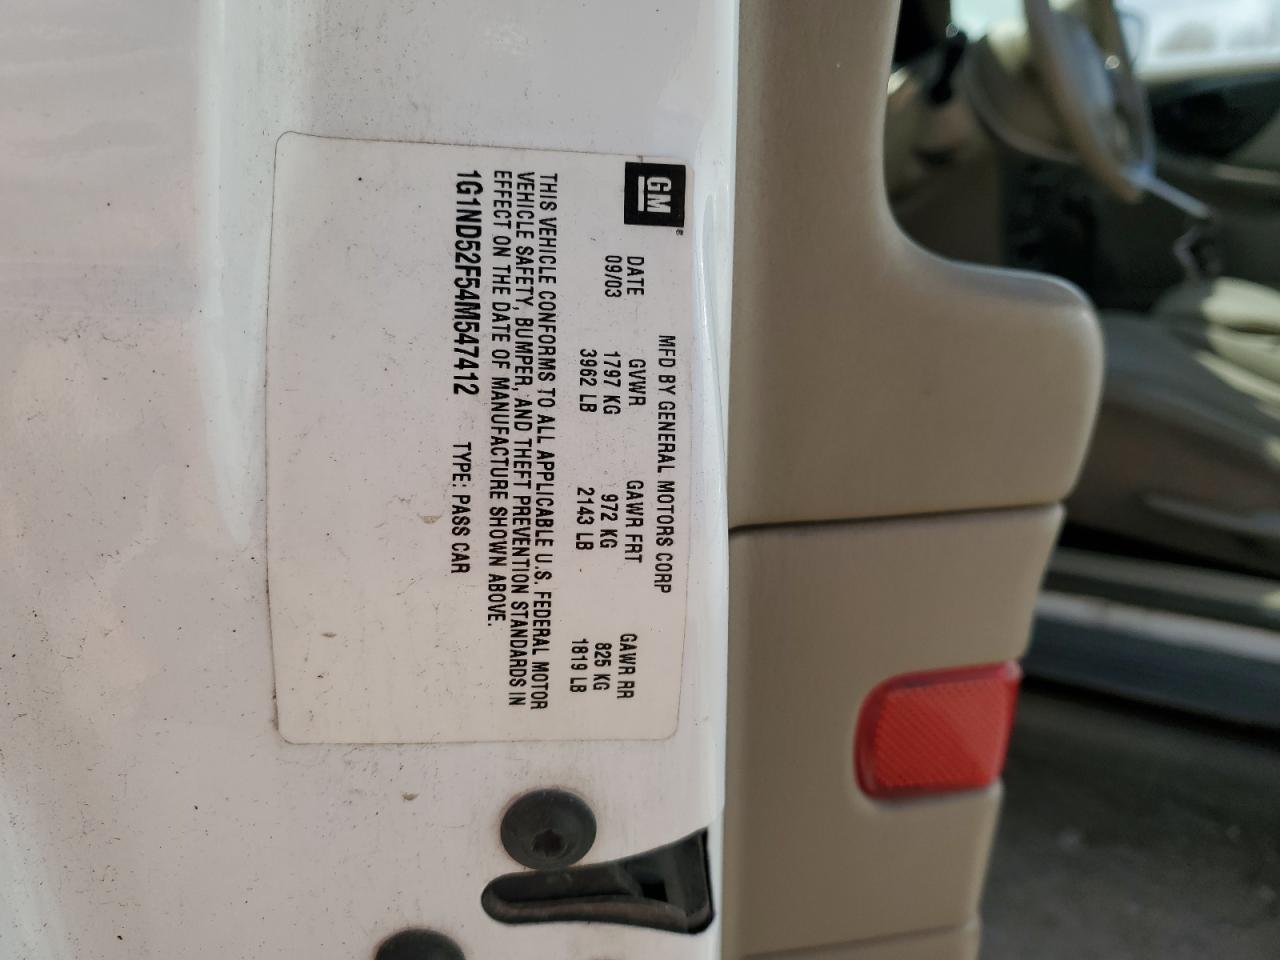 GM®
MFD BY GENERAL MOTORS CORP
DATE GVWR GAWR FRT GAWR RR
09/03 1797 KG 972 KG 825 KG
3962 LB 2143 LB 1819 LB
THIS VEHICLE CONFORMS TO ALL APPLICABLE U.S. FEDERAL MOTOR
VEHICLE SAFETY, BUMPER, AND THEFT PREVENTION STANDARDS IN
EFFECT ON THE DATE OF MANUFACTURE SHOWN ABOVE.
1G1ND52F54M547412 TYPE: PASS CAR